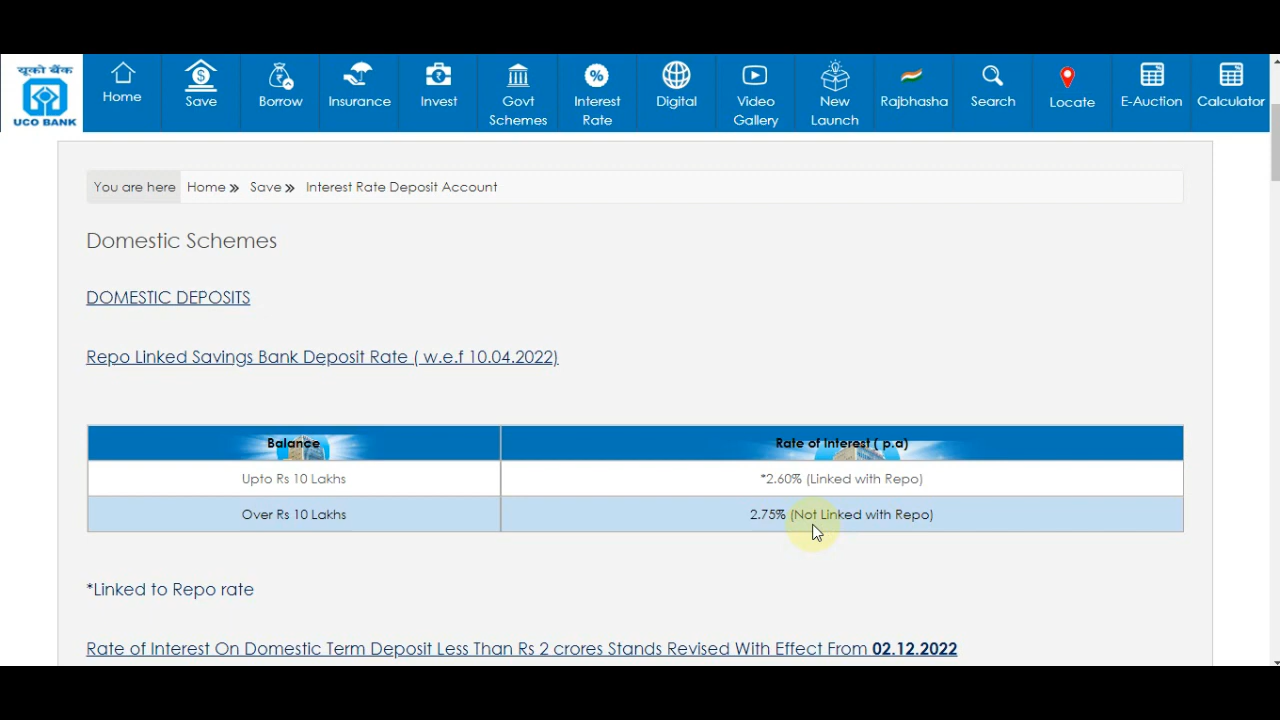 यूको बैंक
UCO BANK
Home
Save
Borrow
Insurance
Invest
Govt
Schemes
Interest
Rate
Digital
Video
Gallery
New
Launch
Rajbhasha
Search
Locate
E-Auction
Calculator
You are here Home » Save » Interest Rate Deposit Account
Domestic Schemes
DOMESTIC DEPOSITS
Repo Linked Savings Bank Deposit Rate ( w.e.f 10.04.2022)
Balance Rate of Interest ( p.a)
Upto Rs 10 Lakhs *2.60% (Linked with Repo)
Over Rs 10 Lakhs 2.75% (Not Linked with Repo)
*Linked to Repo rate
Rate of Interest On Domestic Term Deposit Less Than Rs 2 crores Stands Revised With Effect From 02.12.2022